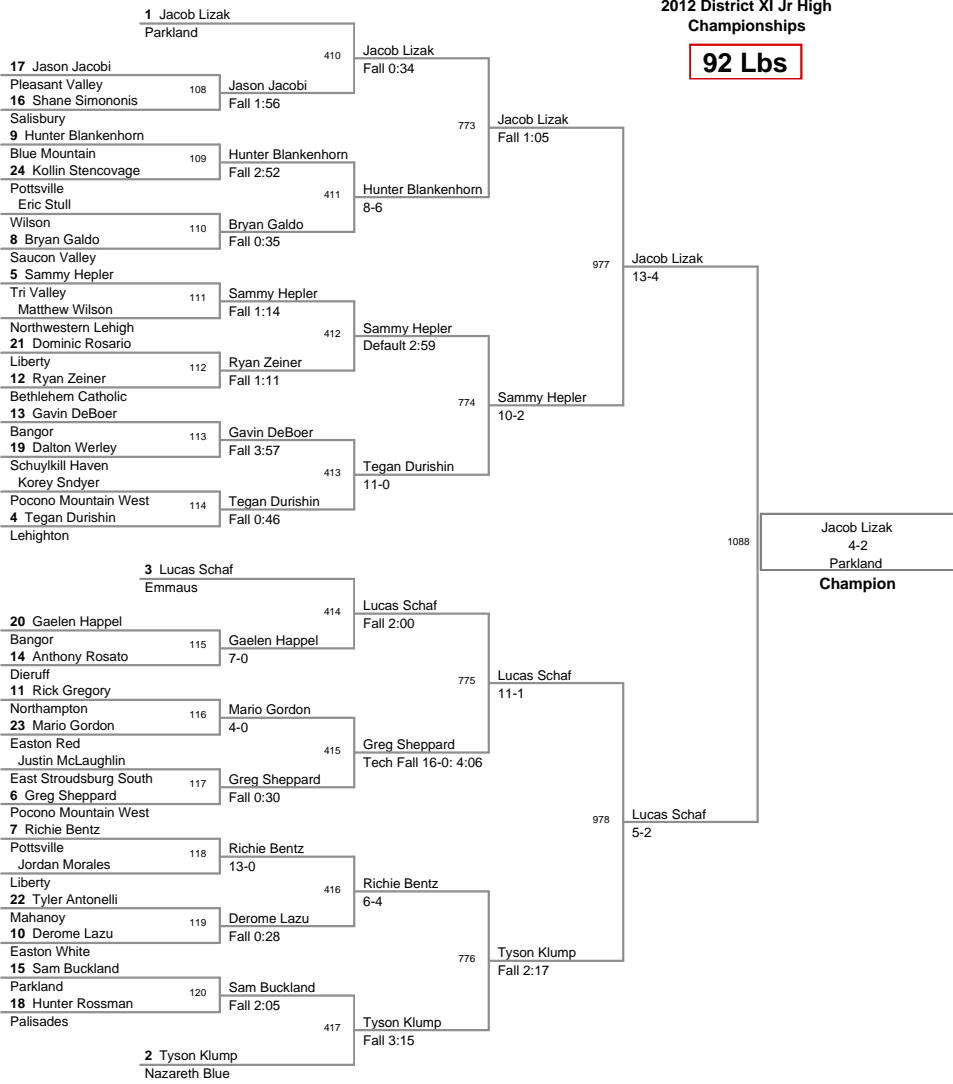 2012 District XI Jr High
Championships
92 Lbs
1 Jacob Lizak
Parkland
17 Jason Jacobi
Pleasant Valley
16 Shane Simononis
Salisbury
9 Hunter Blankenhorn
Blue Mountain
24 Kollin Stencovage
Pottsville
Eric Stull
Wilson
8 Bryan Galdo
Saucon Valley
5 Sammy Hepler
Tri Valley
Matthew Wilson
Northwestern Lehigh
21 Dominic Rosario
Liberty
12 Ryan Zeiner
Bethlehem Catholic
13 Gavin DeBoer
Bangor
19 Dalton Werley
Schuylkill Haven
Korey Sndyer
Pocono Mountain West
4 Tegan Durishin
Lehighton
3 Lucas Schaf
Emmaus
20 Gaelen Happel
Bangor
14 Anthony Rosato
Dieruff
11 Rick Gregory
Northampton
23 Mario Gordon
Easton Red
Justin McLaughlin
East Stroudsburg South
6 Greg Sheppard
Pocono Mountain West
7 Richie Bentz
Pottsville
Jordan Morales
Liberty
22 Tyler Antonelli
Mahanoy
10 Derome Lazu
Easton White
15 Sam Buckland
Parkland
18 Hunter Rossman
Palisades
2 Tyson Klump
Nazareth Blue
108
Jason Jacobi
Fall 1:56
109
Hunter Blankenhorn
Fall 2:52
110
Bryan Galdo
Fall 0:35
111
Sammy Hepler
Fall 1:14
112
Ryan Zeiner
Fall 1:11
113
Gavin DeBoer
Fall 3:57
114
Tegan Durishin
Fall 0:46
115
Gaelen Happel
7-0
116
Mario Gordon
4-0
117
Greg Sheppard
Fall 0:30
118
Richie Bentz
13-0
119
Derome Lazu
Fall 0:28
120
Sam Buckland
Fall 2:05
410
Jacob Lizak
Fall 0:34
411
Hunter Blankenhorn
8-6
412
Sammy Hepler
Default 2:59
413
Tegan Durishin
11-0
414
Lucas Schaf
Fall 2:00
415
Greg Sheppard
Tech Fall 16-0: 4:06
416
Richie Bentz
6-4
417
Tyson Klump
Fall 3:15
773
Jacob Lizak
Fall 1:05
774
Sammy Hepler
10-2
775
Lucas Schaf
11-1
776
Tyson Klump
Fall 2:17
977
Jacob Lizak
13-4
978
Lucas Schaf
5-2
1088
Jacob Lizak
4-2
Parkland
Champion